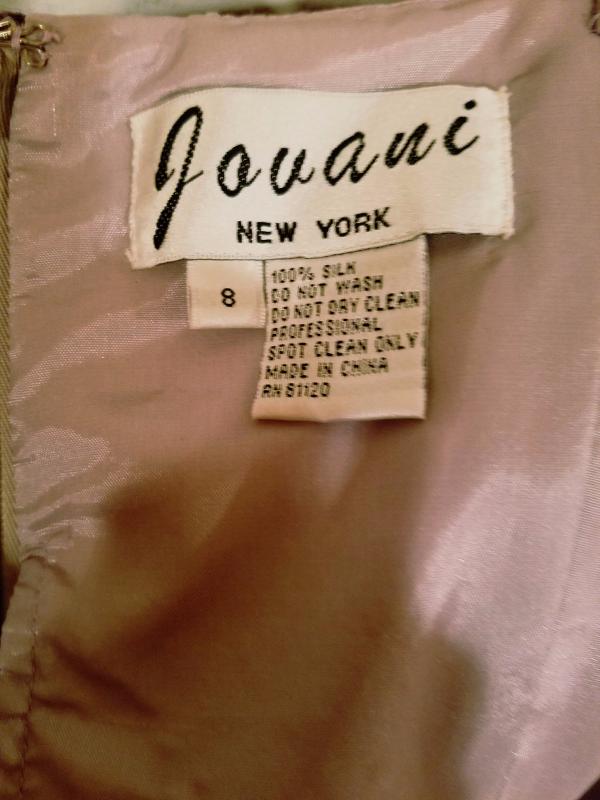 Jovani
NEW YORK
8
100% SILK
DO NOT WASH
DO NOT DRY CLEAN
PROFESSIONAL
SPOT CLEAN ONLY
MADE IN CHINA
RN 81120